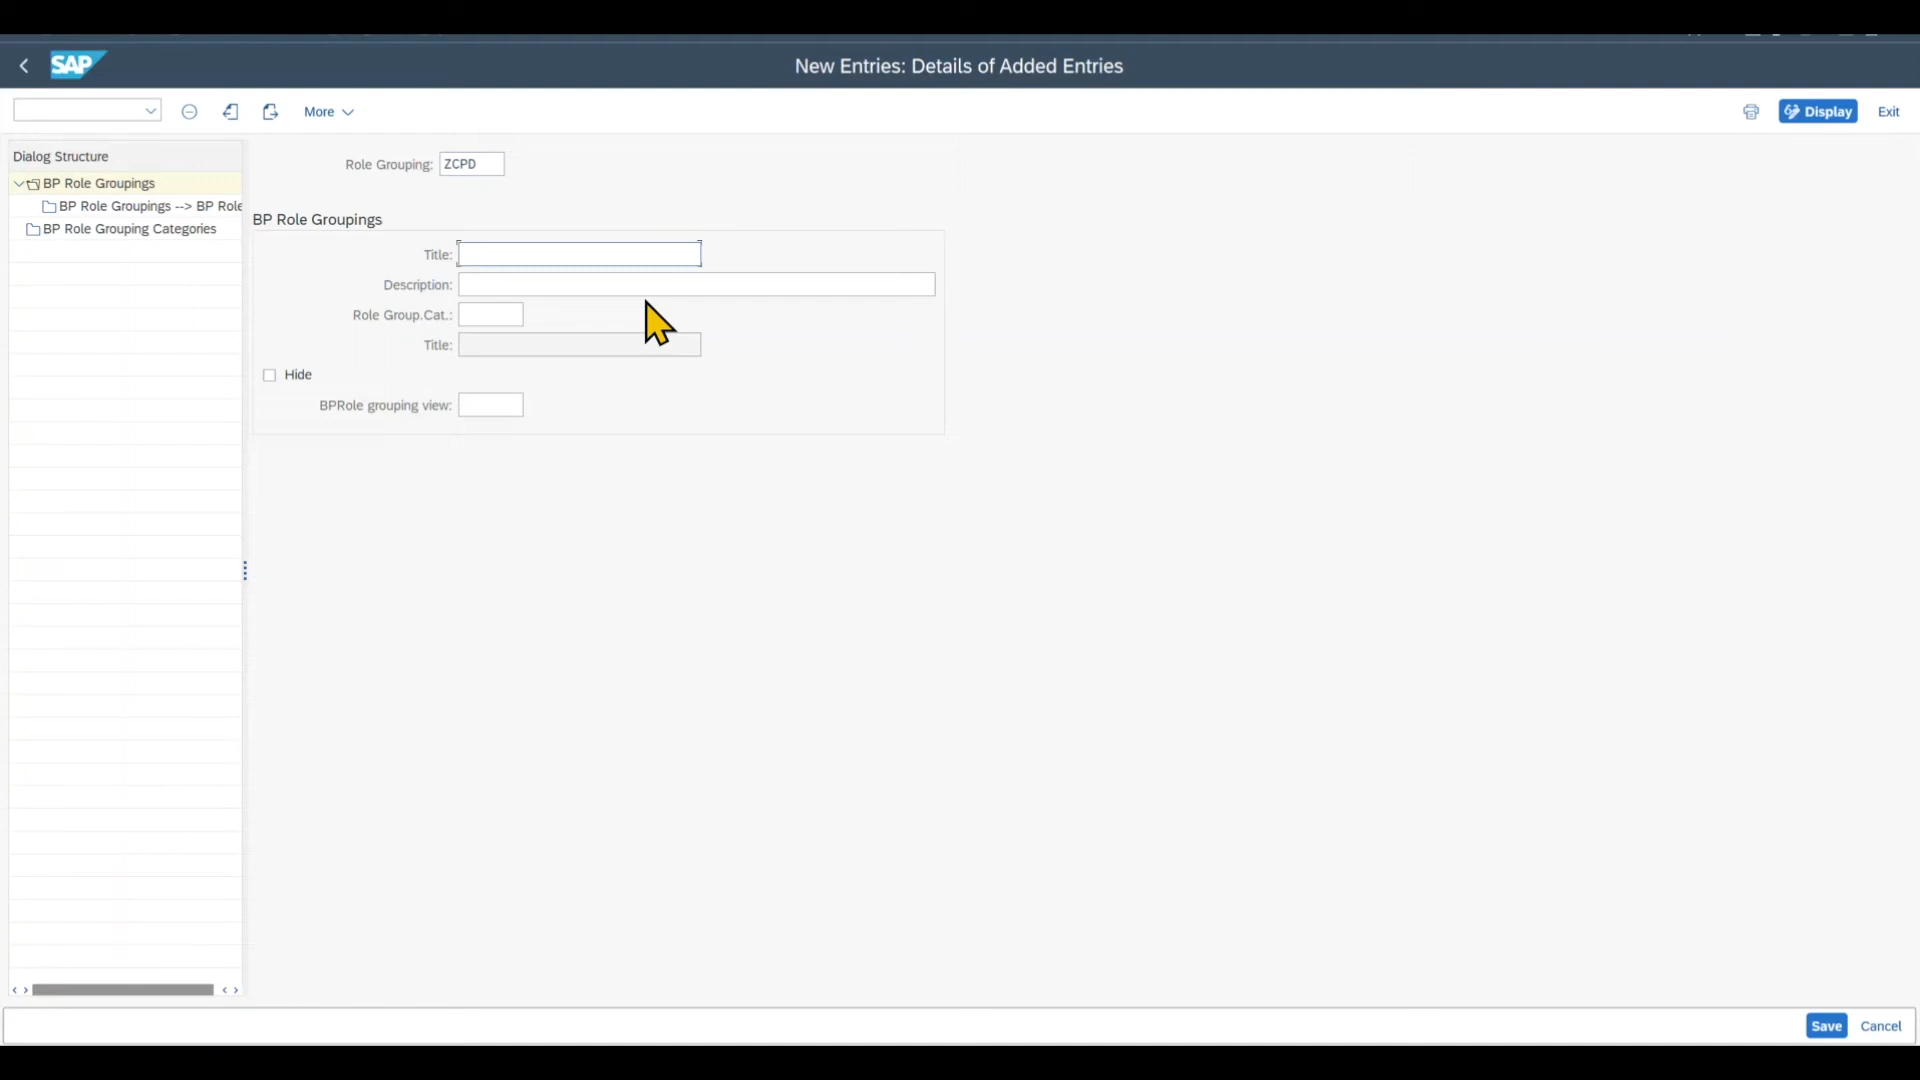 SAP
New Entries: Details of Added Entries
More
Display
Exit
Dialog Structure
Role Grouping: ZCPD
BP Role Groupings
BP Role Groupings --> BP Role
BP Role Grouping Categories
BP Role Groupings
Title:
Description:
Role Group.Cat.:
Title:
Hide
BPRole grouping view:
Save
Cancel